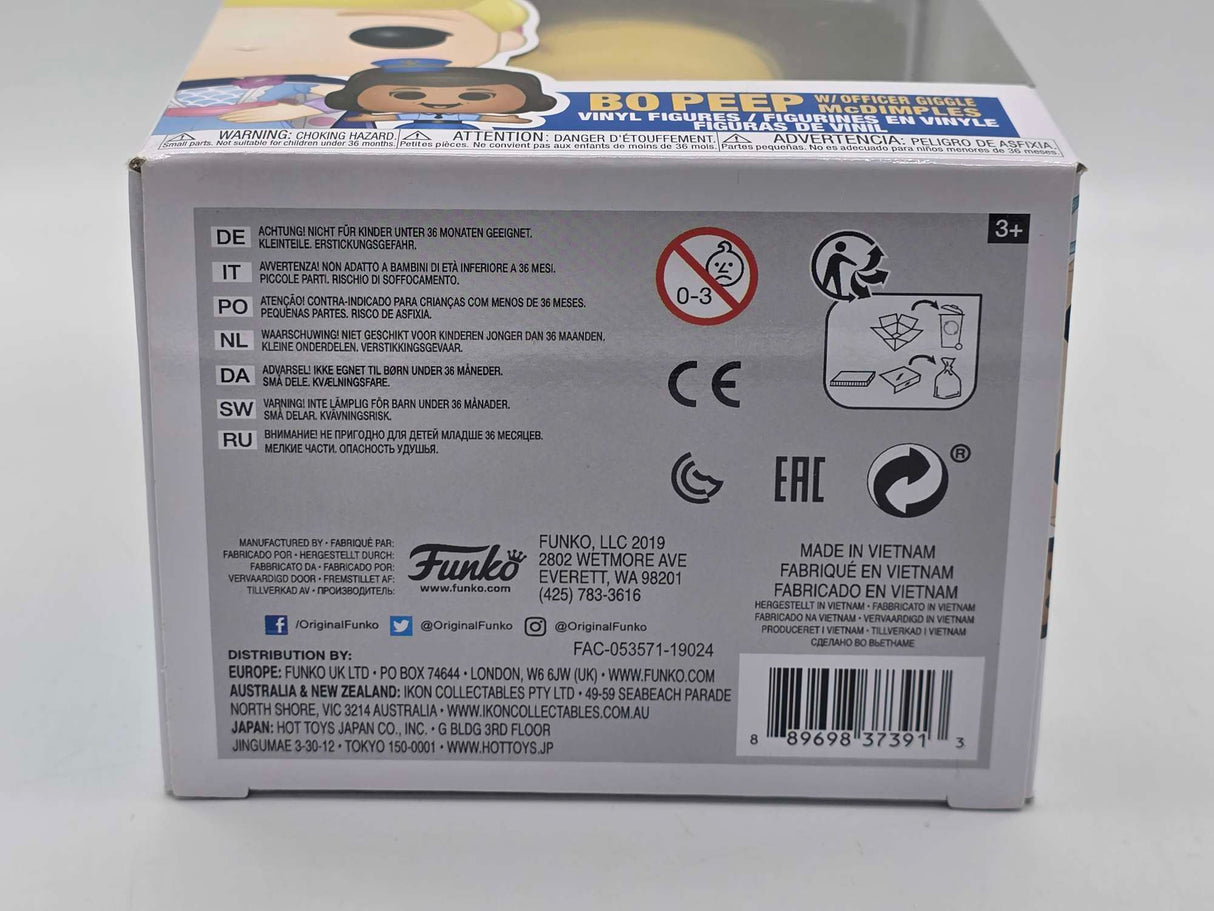 BO PEEP W/ OFFICER GIGGLE McDIMPLES
VINYL FIGURES / FIGURINES EN VINYLE
FIGURAS DE VINIL
WARNING: CHOKING HAZARD.
Small parts. Not suitable for children under 36 months.
ATTENTION: DANGER D'ÉTOUFFEMENT.
Petites pièces. Ne convient pas aux enfants de moins de 36 mois.
ADVERTENCIA: PELIGRO DE ASFIXIA.
Partes pequeñas. No es adecuado para niños menores de 36 meses.
3+
DE ACHTUNG! NICHT FÜR KINDER UNTER 36 MONATEN GEEIGNET.
KLEINTEILE. ERSTICKUNGSGEFAHR.
IT AVVERTENZA! NON ADATTO A BAMBINI DI ETÀ INFERIORE A 36 MESI.
PICCOLE PARTI. RISCHIO DI SOFFOCAMENTO.
PO ATENÇÃO! CONTRA-INDICADO PARA CRIANÇAS COM MENOS DE 36 MESES.
PEQUENAS PARTES. RISCO DE ASFIXIA.
NL WAARSCHUWING! NIET GESCHIKT VOOR KINDEREN JONGER DAN 36 MAANDEN.
KLEINE ONDERDELEN. VERSTIKKINGSGEVAAR.
DA ADVARSEL! IKKE EGNET TIL BØRN UNDER 36 MÅNEDER.
SMÅ DELE. KVÆLNINGSFARE.
SW VARNING! INTE LÄMPLIG FÖR BARN UNDER 36 MÅNADER.
SMÅ DELAR. KVÄVNINGSRISK.
RU ВНИМАНИЕ! НЕ ПРИГОДНО ДЛЯ ДЕТЕЙ МЛАДШЕ 36 МЕСЯЦЕВ.
МЕЛКИЕ ЧАСТИ. ОПАСНОСТЬ УДУШЬЯ.
0-3
CE
EAC
®
MANUFACTURED BY • FABRIQUÉ PAR:
FABRICADO POR • HERGESTELLT DURCH:
FABBRICATO DA • FABRICADO POR:
VERVAARDIGD DOOR • FREMSTILLET AF:
TILLVERKAD AV • ПРОИЗВОДИТЕЛЬ:
Funko
www.funko.com
FUNKO, LLC 2019
2802 WETMORE AVE
EVERETT, WA 98201
(425) 783-3616
/OriginalFunko @OriginalFunko @OriginalFunko
FAC-053571-19024
MADE IN VIETNAM
FABRIQUÉ EN VIETNAM
FABRICADO EN VIETNAM
HERGESTELLT IN VIETNAM • FABBRICATO IN VIETNAM
FABRICADO NA VIETNAM • VERVAARDIGD IN VIETNAM
PRODUCERET I VIETNAM • TILLVERKAD I VIETNAM
СДЕЛАНО ВО ВЬЕТНАМЕ
DISTRIBUTION BY:
EUROPE: FUNKO UK LTD • PO BOX 74644 • LONDON, W6 6JW (UK) • WWW.FUNKO.COM
AUSTRALIA & NEW ZEALAND: IKON COLLECTABLES PTY LTD • 49-59 SEABEACH PARADE
NORTH SHORE, VIC 3214 AUSTRALIA • WWW.IKONCOLLECTABLES.COM.AU
JAPAN: HOT TOYS JAPAN CO., INC. • G BLDG 3RD FLOOR
JINGUMAE 3-30-12 • TOKYO 150-0001 • WWW.HOTTOYS.JP
8 89698 37391 3